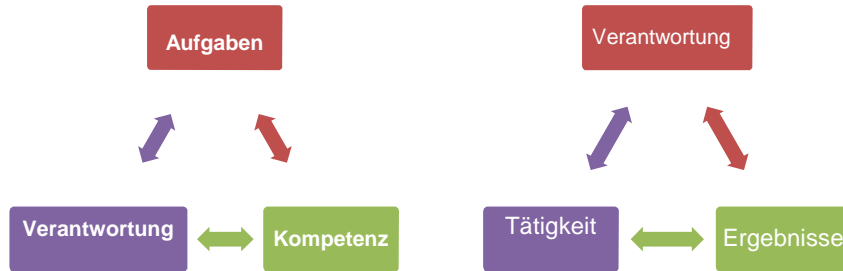 Aufgaben
Verantwortung
Kompetenz
Verantwortung
Tätigkeit
Ergebnisse